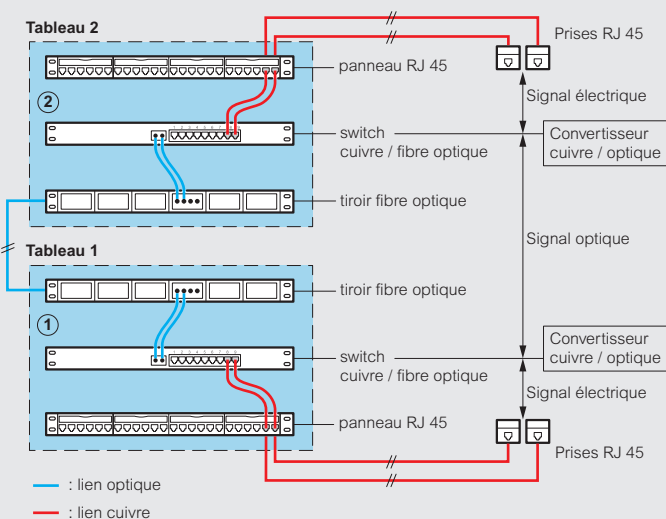 Tableau 2
Prises RJ 45
panneau RJ 45
2
Signal électrique
switch
cuivre / fibre optique
Convertisseur
cuivre / optique
tiroir fibre optique
Signal optique
Tableau 1
tiroir fibre optique
1
switch
cuivre / fibre optique
Convertisseur
cuivre / optique
Signal électrique
panneau RJ 45
Prises RJ 45
: lien optique
: lien cuivre